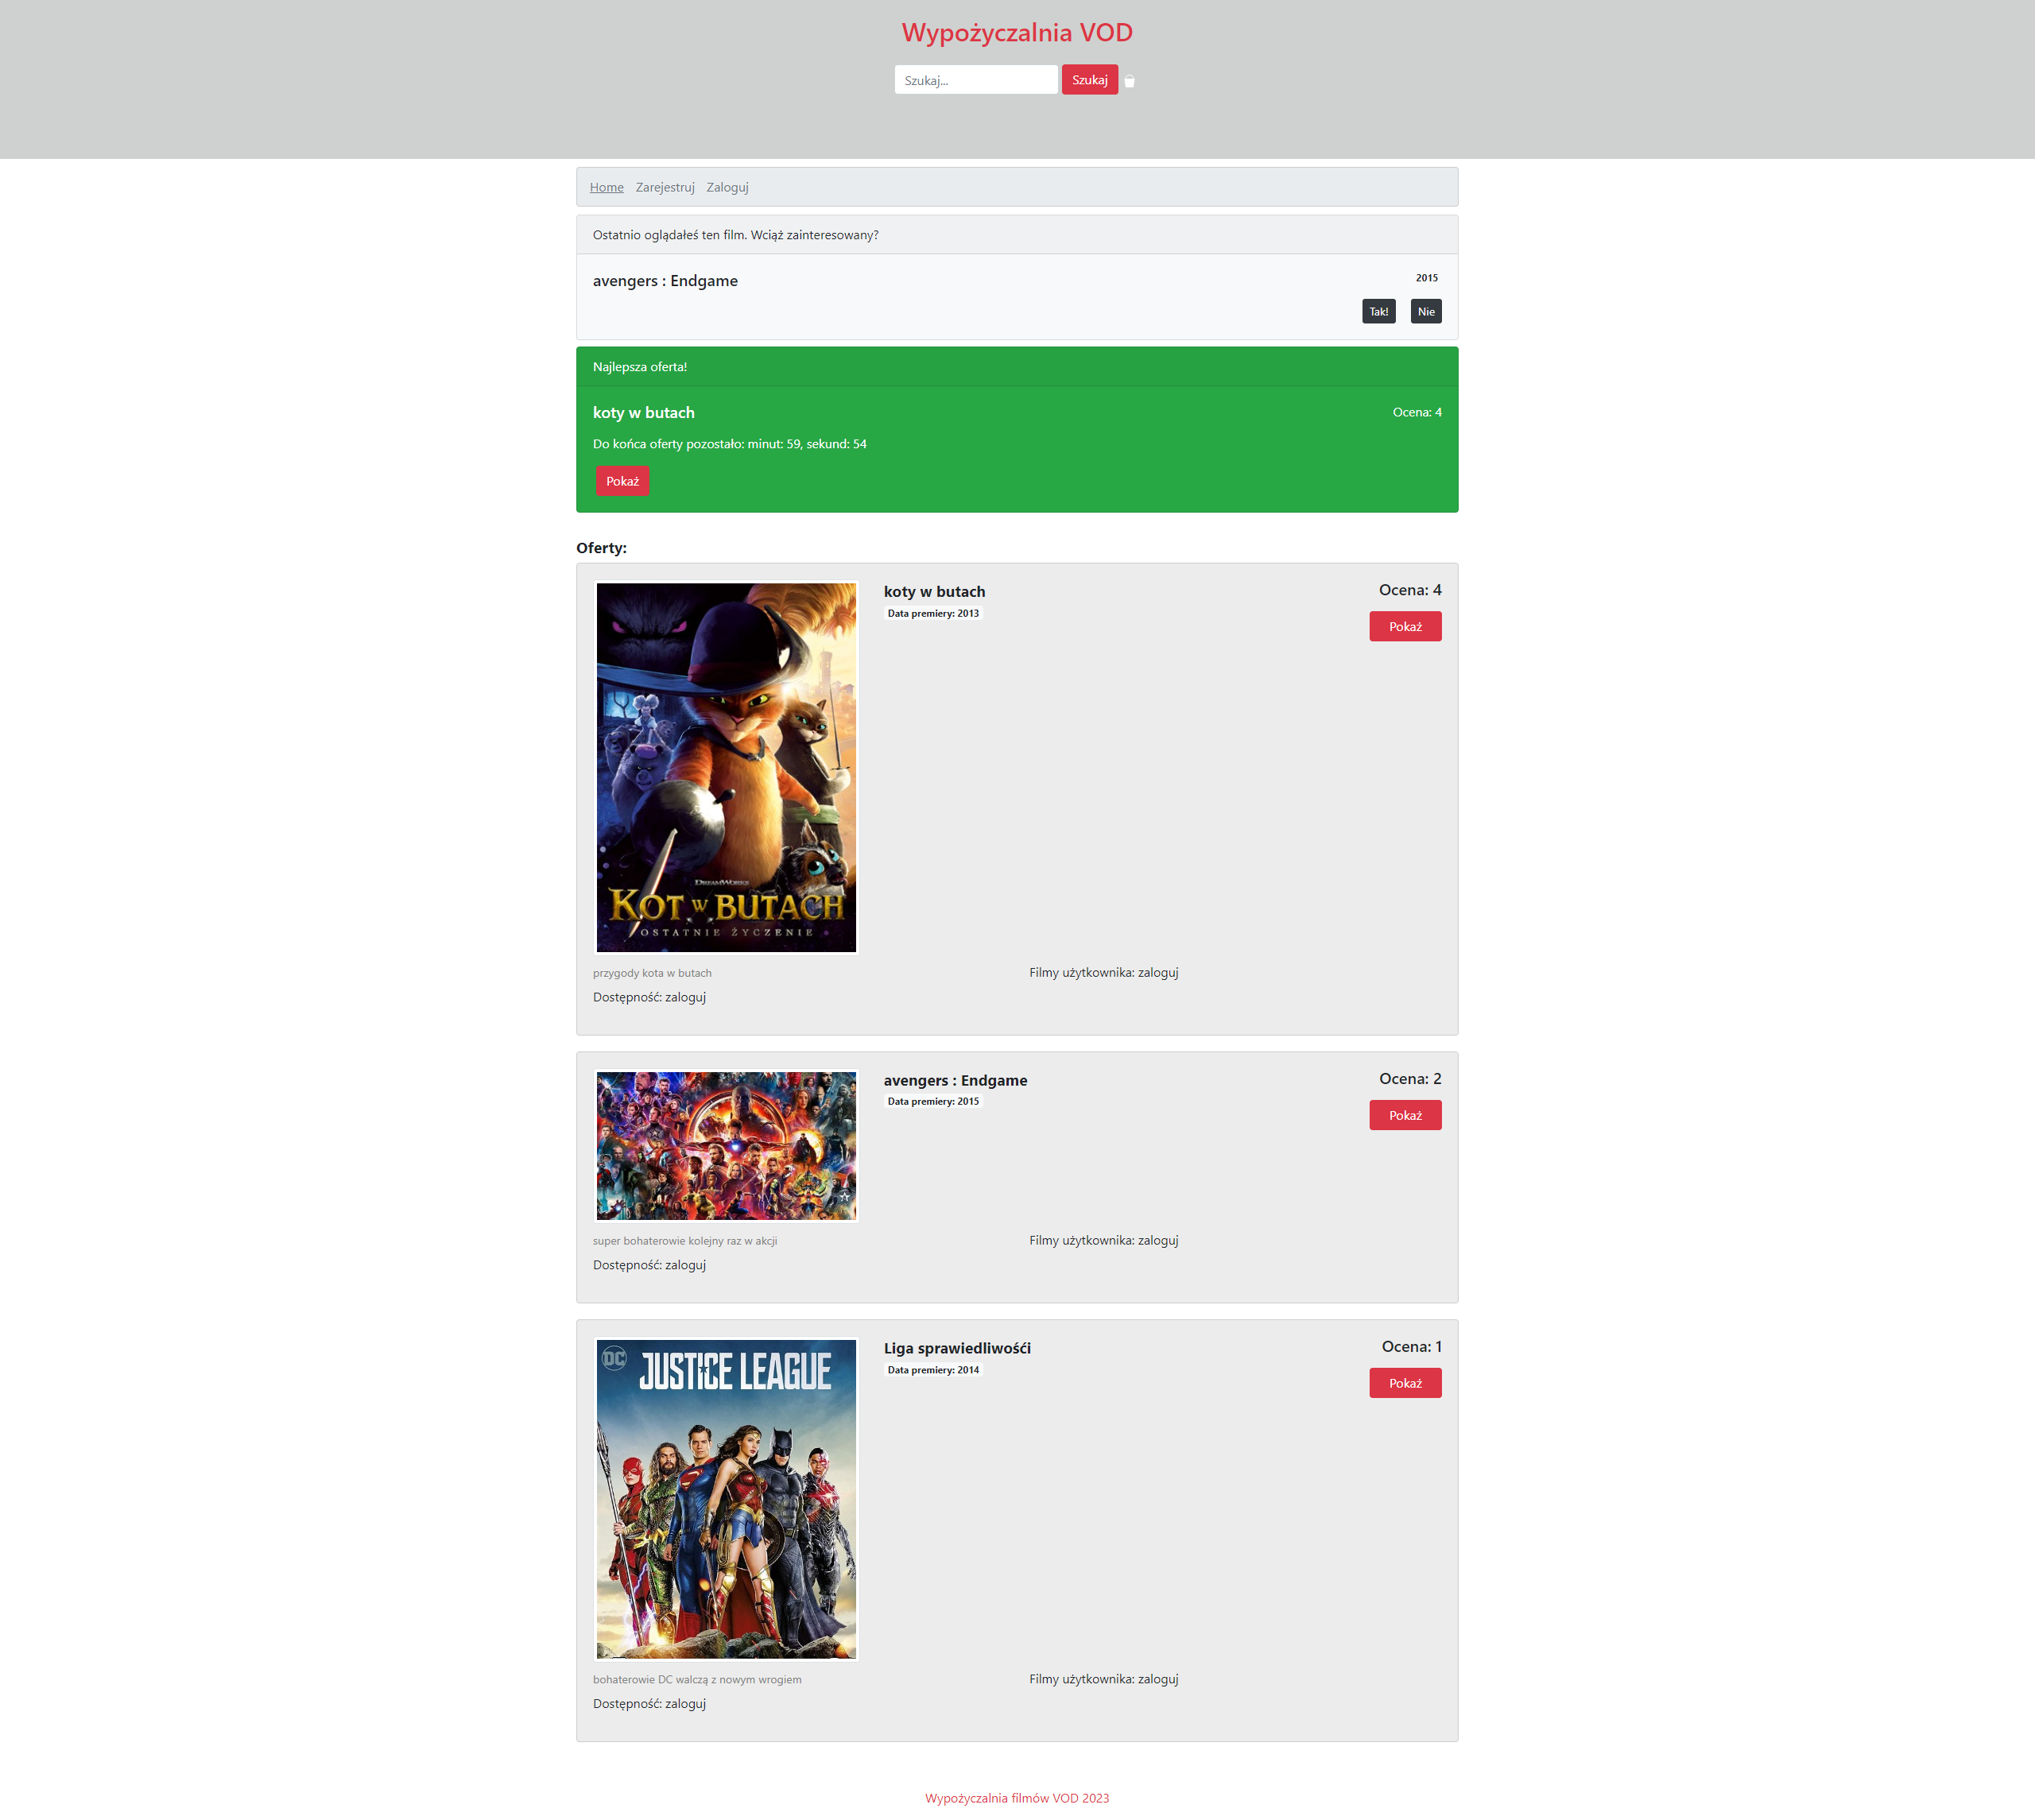 Wypożyczalnia VOD
Szukaj... Szukaj
Home Zarejestruj Zaloguj
Ostatnio oglądałeś ten film. Wciąż zainteresowany?
avengers : Endgame 2015
Tak! Nie
Najlepsza oferta!
koty w butach Ocena: 4
Do końca oferty pozostało: minut: 59, sekund: 54
Pokaż
Oferty:
koty w butach Ocena: 4
Data premiery: 2013 Pokaż
DREAMWORKS
KOT W BUTACH
OSTATNIE ŻYCZENIE
przygody kota w butach Filmy użytkownika: zaloguj
Dostępność: zaloguj
avengers : Endgame Ocena: 2
Data premiery: 2015 Pokaż
super bohaterowie kolejny raz w akcji Filmy użytkownika: zaloguj
Dostępność: zaloguj
Liga sprawiedliwośći Ocena: 1
Data premiery: 2014 Pokaż
DC JUSTICE LEAGUE
bohaterowie DC walczą z nowym wrogiem Filmy użytkownika: zaloguj
Dostępność: zaloguj
Wypożyczalnia filmów VOD 2023